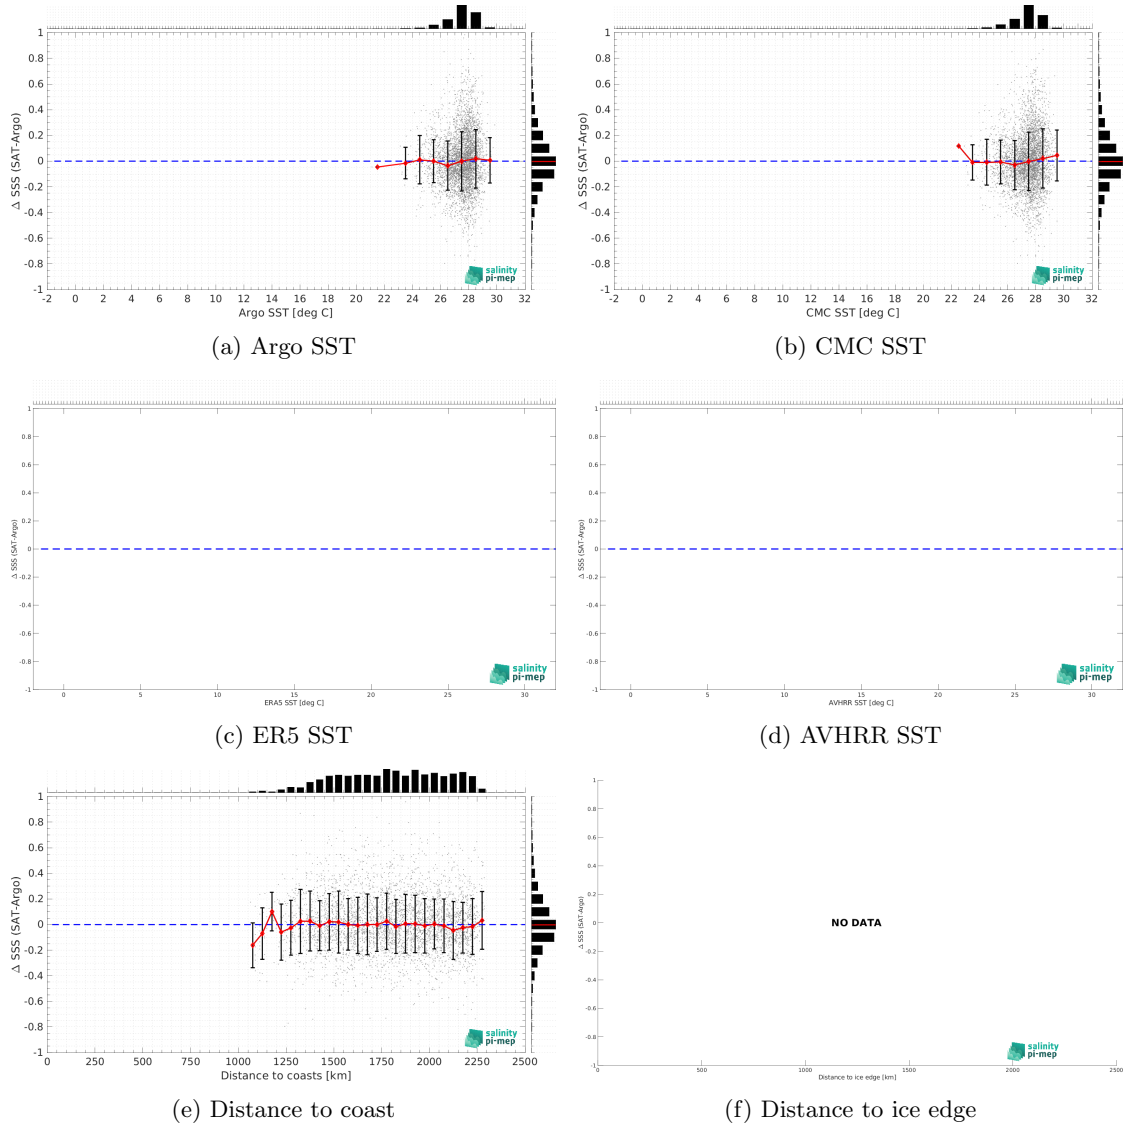 1
0.8
0.6
0.4
0.2
0
-0.2
-0.4
-0.6
-0.8
-1
Δ SSS (SAT-Argo)
-2 0 2 4 6 8 10 12 14 16 18 20 22 24 26 28 30 32
Argo SST [deg C]
salinity
pi-mep
(a) Argo SST
1
0.8
0.6
0.4
0.2
0
-0.2
-0.4
-0.6
-0.8
-1
Δ SSS (SAT-Argo)
-2 0 2 4 6 8 10 12 14 16 18 20 22 24 26 28 30 32
CMC SST [deg C]
salinity
pi-mep
(b) CMC SST
1
0.8
0.6
0.4
0.2
0
-0.2
-0.4
-0.6
-0.8
-1
Δ SSS (SAT-Argo)
0 5 10 15 20 25 30
ERA5 SST [deg C]
salinity
pi-mep
(c) ER5 SST
1
0.8
0.6
0.4
0.2
0
-0.2
-0.4
-0.6
-0.8
-1
Δ SSS (SAT-Argo)
0 5 10 15 20 25 30
AVHRR SST [deg C]
salinity
pi-mep
(d) AVHRR SST
1
0.8
0.6
0.4
0.2
0
-0.2
-0.4
-0.6
-0.8
-1
Δ SSS (SAT-Argo)
0 250 500 750 1000 1250 1500 1750 2000 2250 2500
Distance to coasts [km]
salinity
pi-mep
(e) Distance to coast
1
0.8
0.6
0.4
0.2
0
-0.2
-0.4
-0.6
-0.8
-1
Δ SSS (SAT-Argo)
NO DATA
0 500 1000 1500 2000 2500
Distance to ice edge [km]
salinity
pi-mep
(f) Distance to ice edge